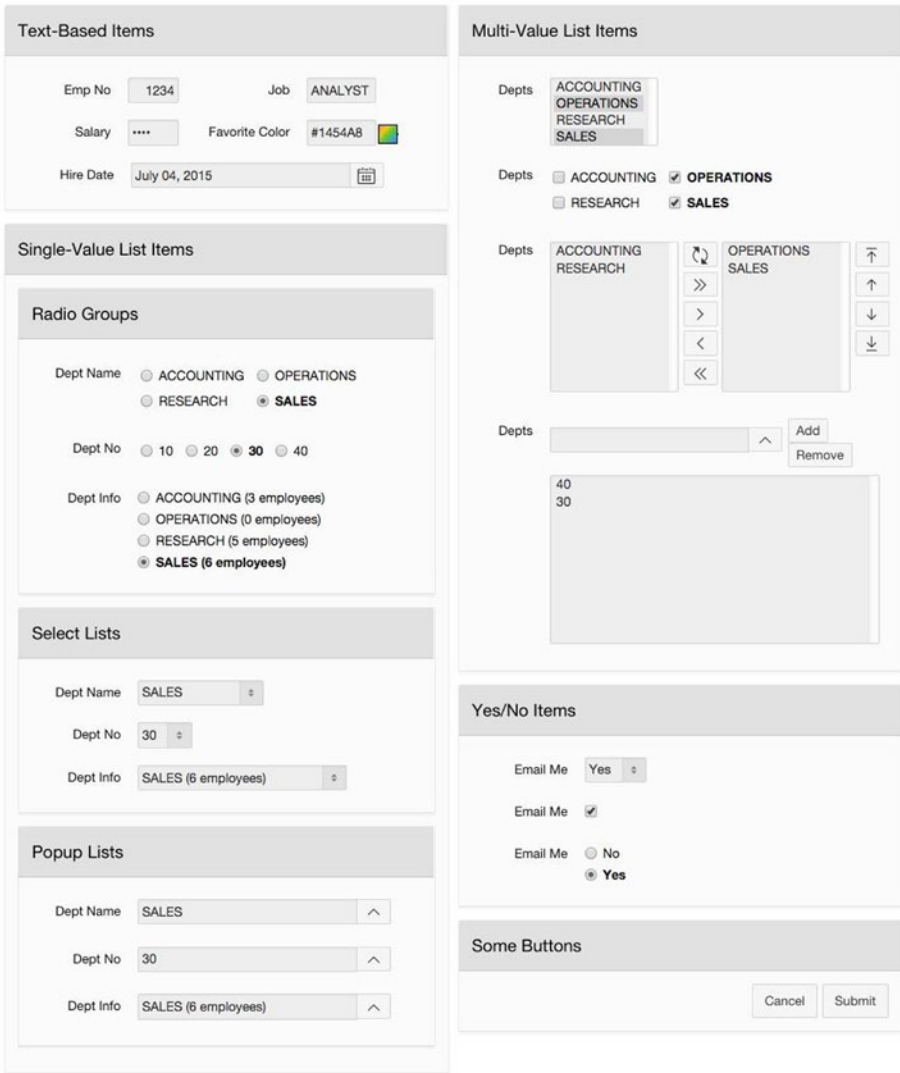 Text-Based Items
Emp No 1234 Job ANALYST
Salary •••• Favorite Color #1454A8
Hire Date July 04, 2015
Single-Value List Items
Radio Groups
Dept Name ACCOUNTING OPERATIONS
RESEARCH SALES
Dept No 10 20 30 40
Dept Info ACCOUNTING (3 employees)
OPERATIONS (0 employees)
RESEARCH (5 employees)
SALES (6 employees)
Select Lists
Dept Name SALES
Dept No 30
Dept Info SALES (6 employees)
Popup Lists
Dept Name SALES
Dept No 30
Dept Info SALES (6 employees)
Multi-Value List Items
Depts ACCOUNTING
OPERATIONS
RESEARCH
SALES
Depts ACCOUNTING OPERATIONS
RESEARCH SALES
Depts ACCOUNTING OPERATIONS
RESEARCH SALES
Depts Add
Remove
40
30
Yes/No Items
Email Me Yes
Email Me
Email Me No
Yes
Some Buttons
Cancel Submit